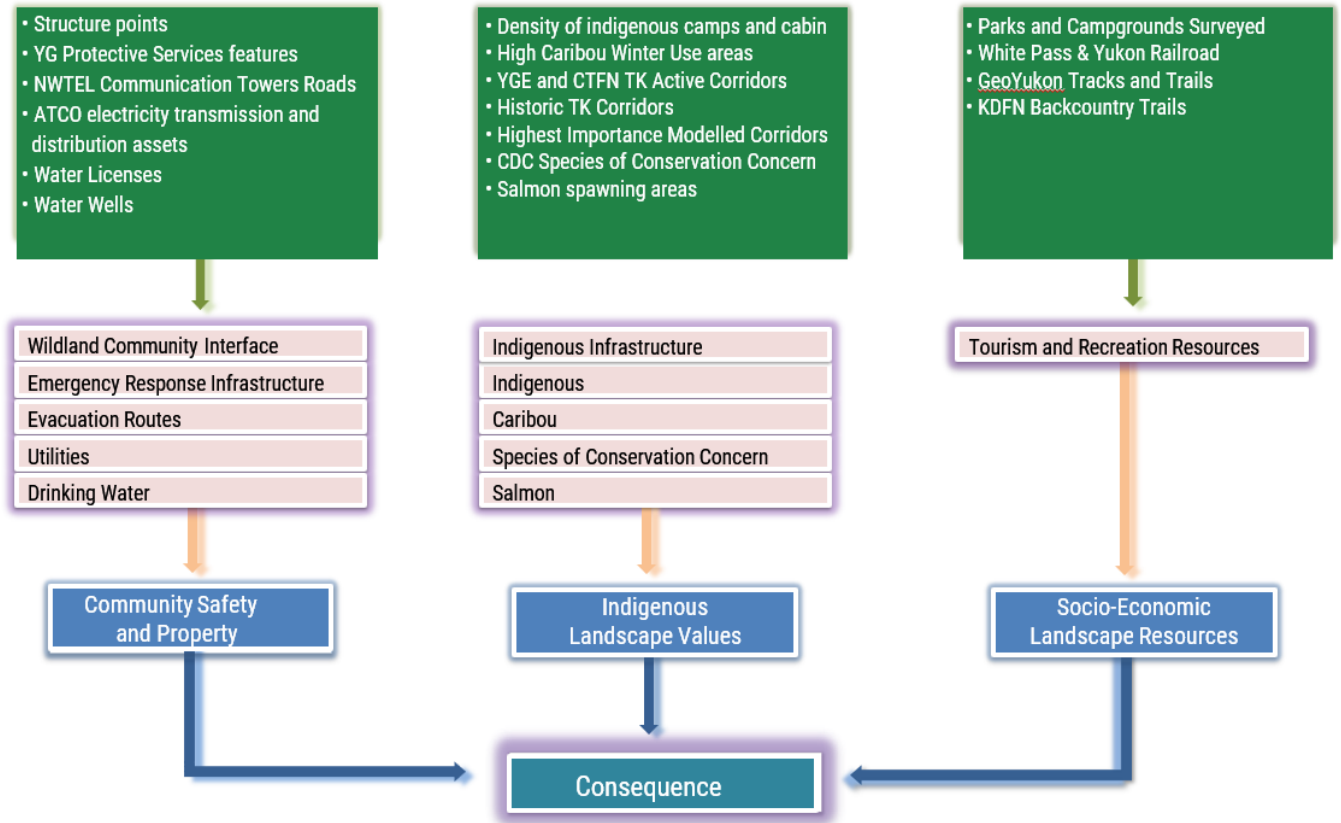 • Structure points
• YG Protective Services features
• NWTEL Communication Towers Roads
• ATCO electricity transmission and
distribution assets
• Water Licenses
• Water Wells
• Density of indigenous camps and cabin
• High Caribou Winter Use areas
• YGE and CTFN TK Active Corridors
• Historic TK Corridors
• Highest Importance Modelled Corridors
• CDC Species of Conservation Concern
• Salmon spawning areas
• Parks and Campgrounds Surveyed
• White Pass & Yukon Railroad
• GeoYukon Tracks and Trails
• KDFN Backcountry Trails
Wildland Community Interface
Emergency Response Infrastructure
Evacuation Routes
Utilities
Drinking Water
Indigenous Infrastructure
Indigenous
Caribou
Species of Conservation Concern
Salmon
Tourism and Recreation Resources
Community Safety
and Property
Indigenous
Landscape Values
Socio-Economic
Landscape Resources
Consequence